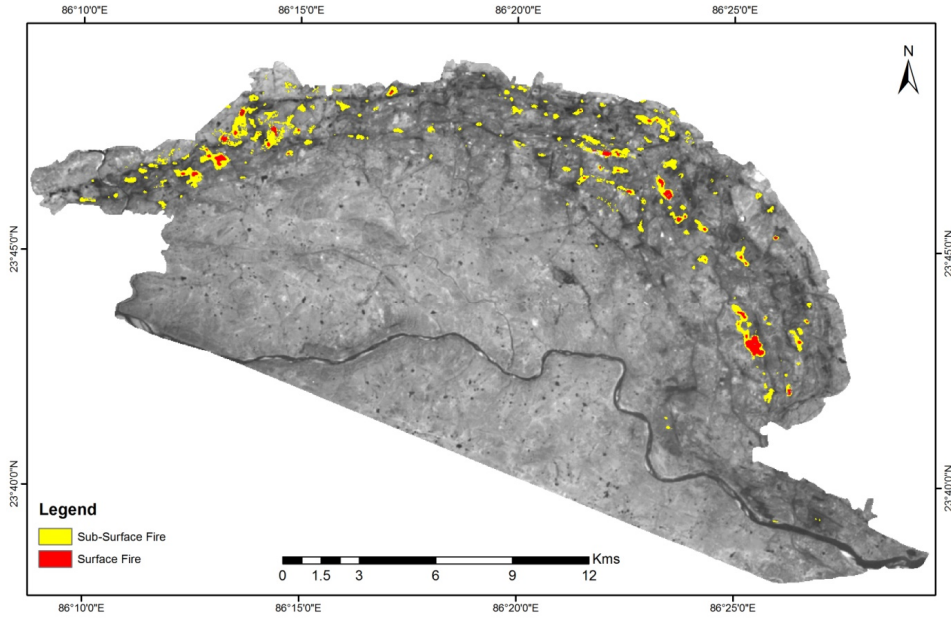 86°10'0"E 86°15'0"E 86°20'0"E 86°25'0"E
N
23°45'0"N 23°45'0"N
23°40'0"N 23°40'0"N
Legend
Sub-Surface Fire
Surface Fire
Kms
0 1.5 3 6 9 12
86°10'0"E 86°15'0"E 86°20'0"E 86°25'0"E